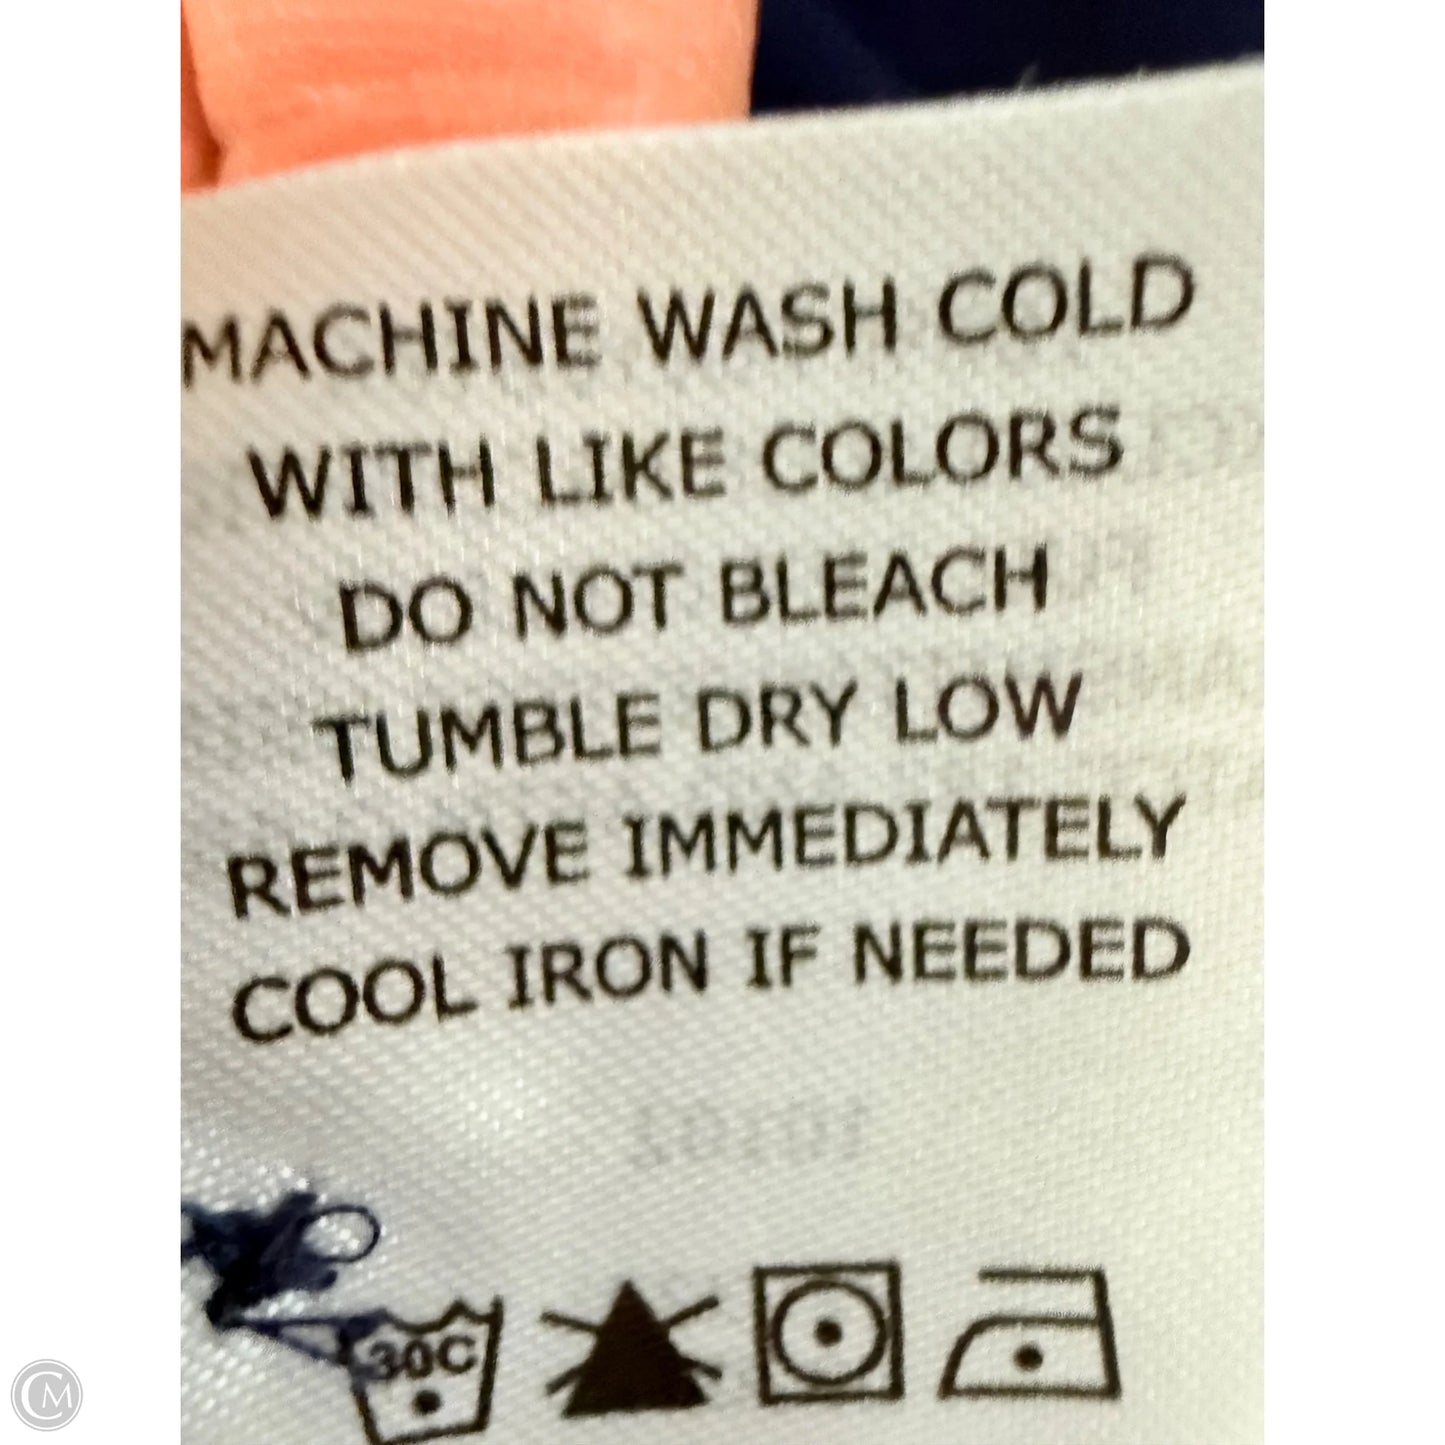 MACHINE WASH COLD
WITH LIKE COLORS
DO NOT BLEACH
TUMBLE DRY LOW
REMOVE IMMEDIATELY
COOL IRON IF NEEDED
30C
CM